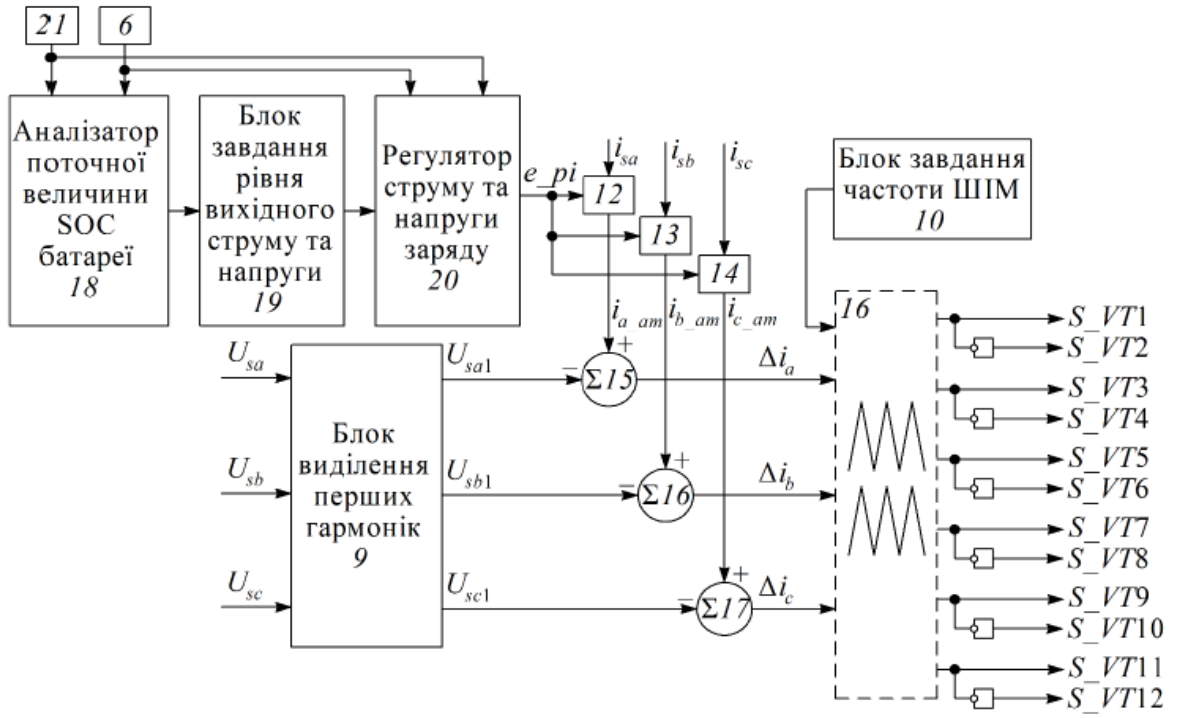 21
6
Аналізатор
поточної
величини
SOC
батареї
18
Блок
завдання
рівня
вихідного
струму та
напруги
19
Регулятор
струму та
напруги
заряду
20
e_pi
i_sa
i_sb
i_sc
12
13
14
Блок завдання
частоти ШІМ
10
i_a_am
i_b_am
i_c_am
16
U_sa
U_sb
U_sc
Блок
виділення
перших
гармонік
9
U_sa1
U_sb1
U_sc1
− + Σ15
− + Σ16
− + Σ17
Δi_a
Δi_b
Δi_c
S_VT1
S_VT2
S_VT3
S_VT4
S_VT5
S_VT6
S_VT7
S_VT8
S_VT9
S_VT10
S_VT11
S_VT12